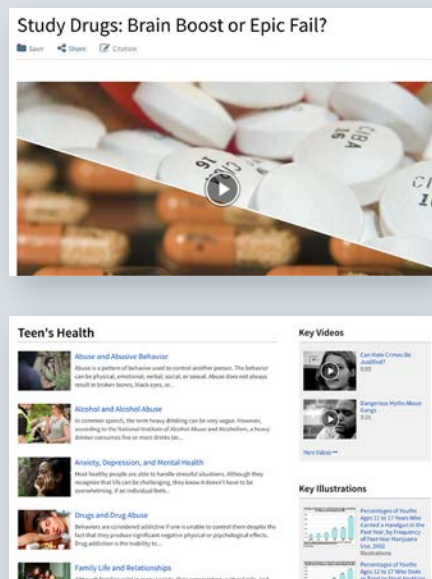 Study Drugs: Brain Boost or Epic Fail?
Save Share Citation
CIBA
16
16
CIBA
Teen's Health
Abuse and Abusive Behavior
Abuse is a pattern of behavior used to control another person. The behavior
can be physical, emotional, verbal, social, or sexual. Abuse does not always
result in broken bones, black eyes, or...
Alcohol and Alcohol Abuse
In common speech, the term heavy drinking can be very vague. However,
according to the National Institute of Alcohol Abuse and Alcoholism, a heavy
drinker consumes five or more drinks (se...
Anxiety, Depression, and Mental Health
Most healthy people are able to handle stressful situations. Although they
recognize that life can be challenging, they know it doesn't have to be
overwhelming. If an individual feels...
Drugs and Drug Abuse
Behaviors are considered addictive if one is unable to control them despite the
fact that they produce significant negative physical or psychological effects.
Drug addiction is the inability to...
Family Life and Relationships
Key Videos
Can Hate Crimes Be
Justified?
Dangerous Myths About
Gangs
More Videos
Key Illustrations
Percentages of Youths
Ages 12 to 17 Who
Carried a Handgun in the
Past Year, by Frequency
of Past Year Marijuana
Use, 2002
Illustrations
Percentages of Youths
Ages 12 to 17 Who Stole